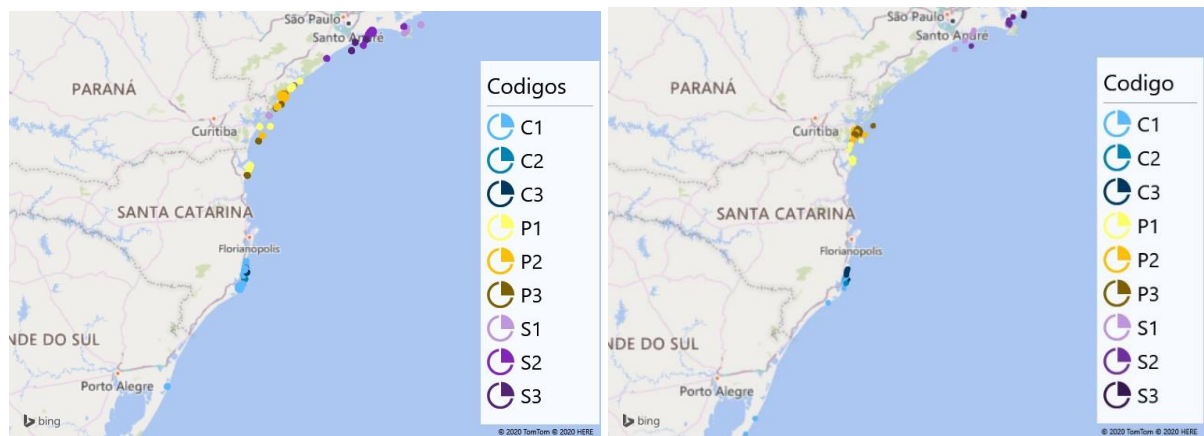 São Paulo
Santo André
PARANÁ
Curitiba
SANTA CATARINA
Florianópolis
NDE DO SUL
Porto Alegre
bing
Codigos
C1
C2
C3
P1
P2
P3
S1
S2
S3
© 2020 TomTom © 2020 HERE
São Paulo
Santo André
PARANÁ
Curitiba
SANTA CATARINA
Florianópolis
NDE DO SUL
Porto Alegre
bing
Codigo
C1
C2
C3
P1
P2
P3
S1
S2
S3
© 2020 TomTom © 2020 HERE